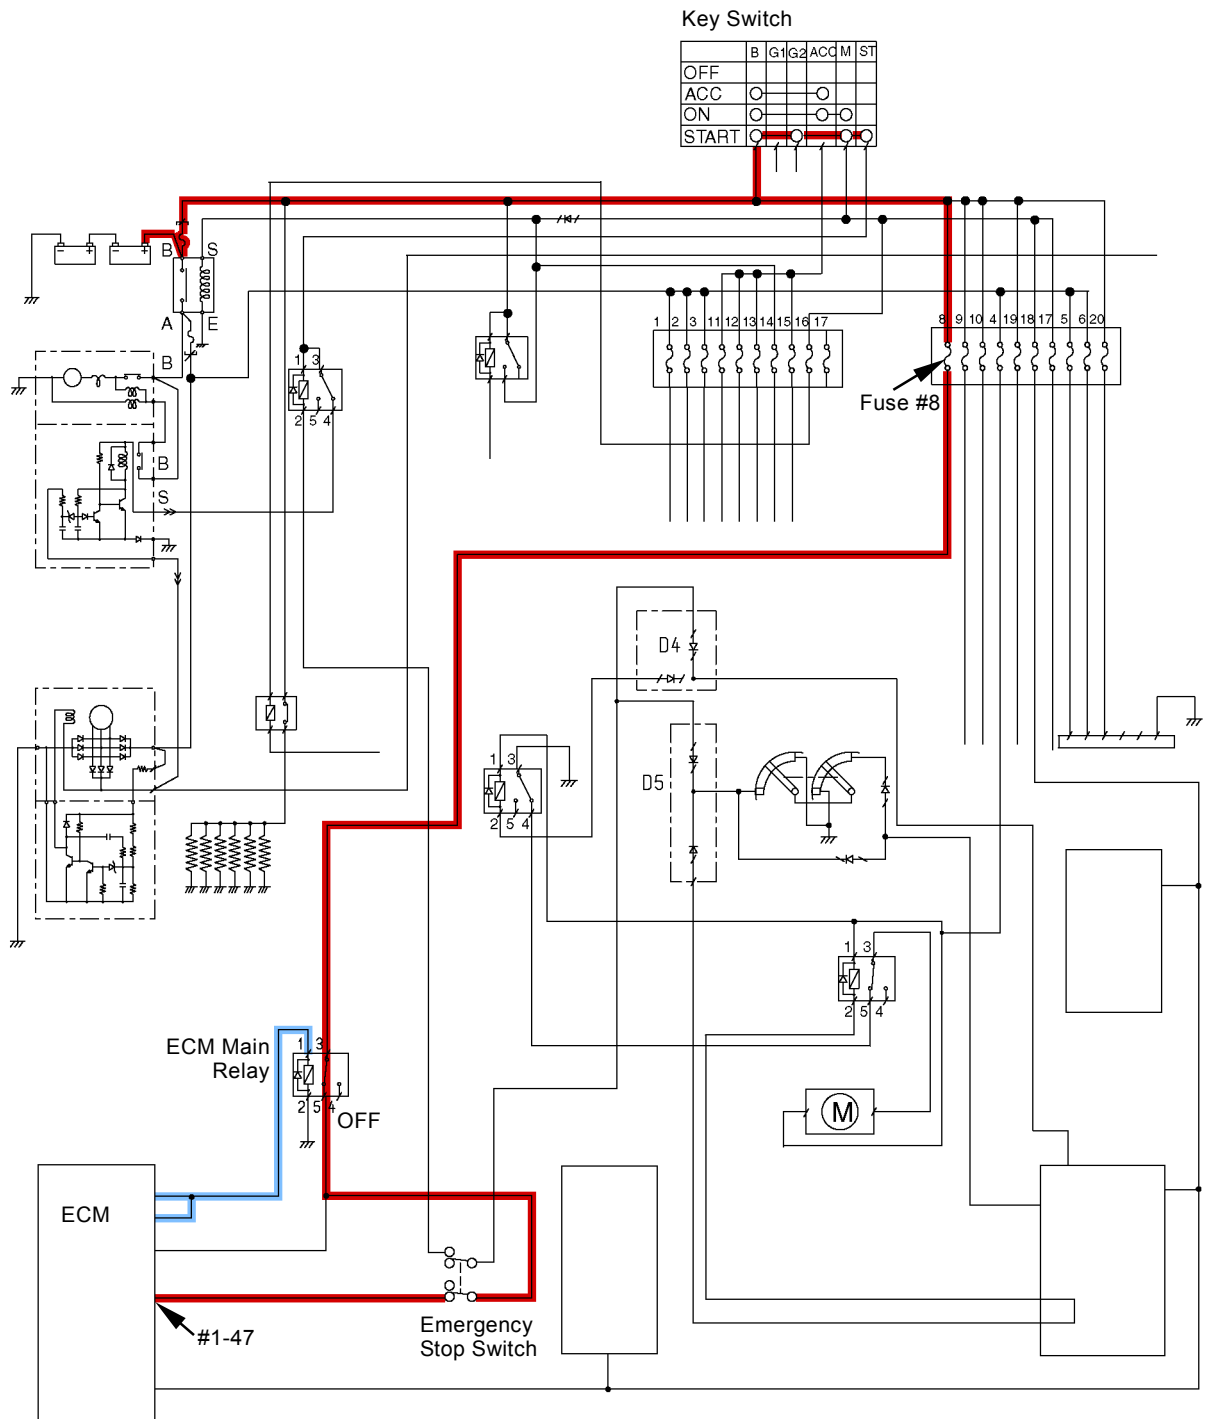 Key Switch
B G1 G2 ACC M ST
OFF
ACC
ON
START
- + - +
B S
A E
B
1 3
2 5 4
B
S
1 2 3 11 12 13 14 15 16 17
8 9 10 4 19 18 17 5 6 20
Fuse #8
D4
D5
1 3
2 5 4
1 3
2 5 4
ECM Main
Relay
1 3
2 5 4
OFF
M
ECM
#1-47
Emergency
Stop Switch